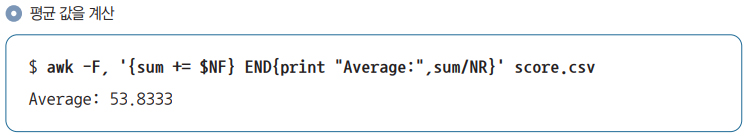 평균 값을 계산
$ awk -F, '{sum += $NF} END{print "Average:",sum/NR}' score.csv
Average: 53.8333